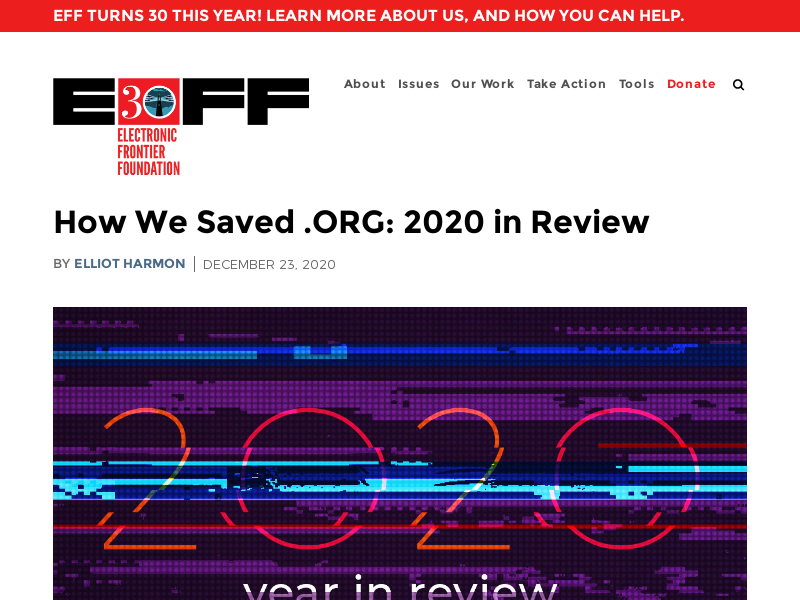 EFF TURNS 30 THIS YEAR! LEARN MORE ABOUT US, AND HOW YOU CAN HELP.
About Issues Our Work Take Action Tools Donate
E30FF
ELECTRONIC
FRONTIER
FOUNDATION
How We Saved .ORG: 2020 in Review
BY ELLIOT HARMON | DECEMBER 23, 2020
2020
year in review